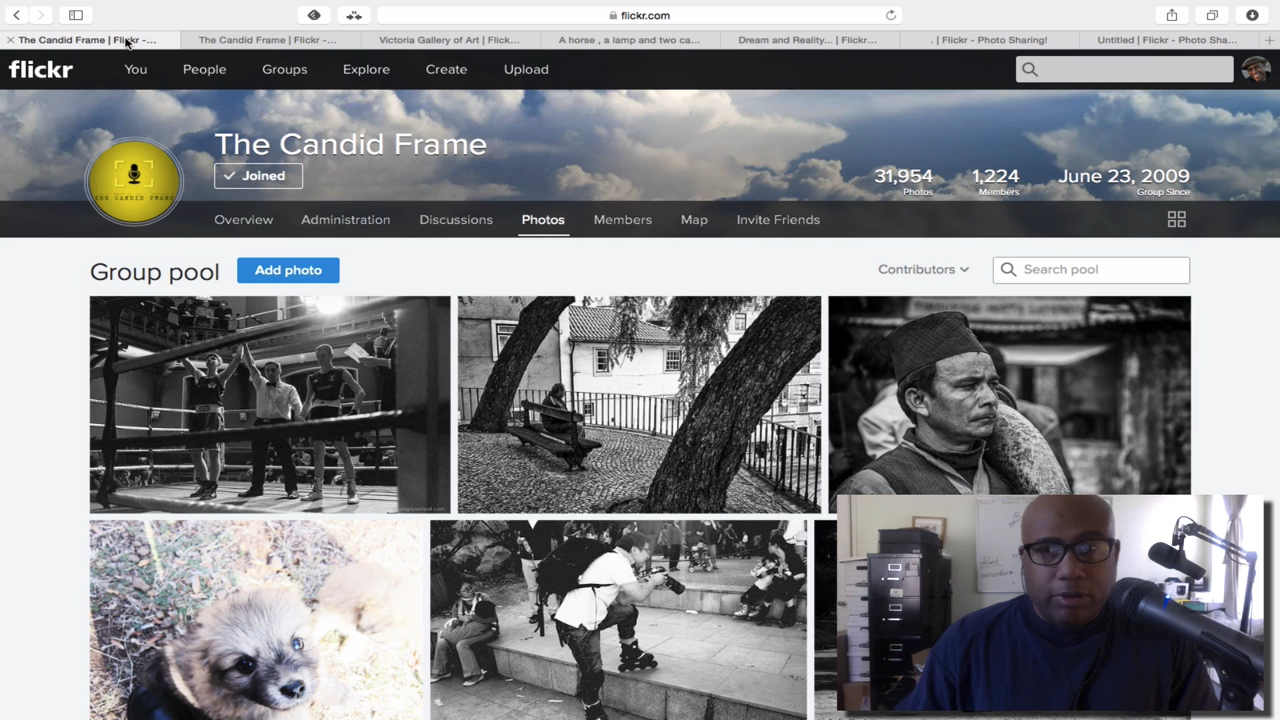 flickr.com
The Candid Frame | Flickr -...
The Candid Frame | Flickr -...
Victoria Gallery of Art | Flick...
A horse , a lamp and two ca...
Dream and Reality... | Flickr...
. | Flickr - Photo Sharing!
Untitled | Flickr - Photo Sha...
flickr
You
People
Groups
Explore
Create
Upload
The Candid Frame
Joined
31,954
Photos
1,224
Members
June 23, 2009
Group Since
THE CANDID FRAME
Overview
Administration
Discussions
Photos
Members
Map
Invite Friends
Group pool
Add photo
Contributors
Search pool